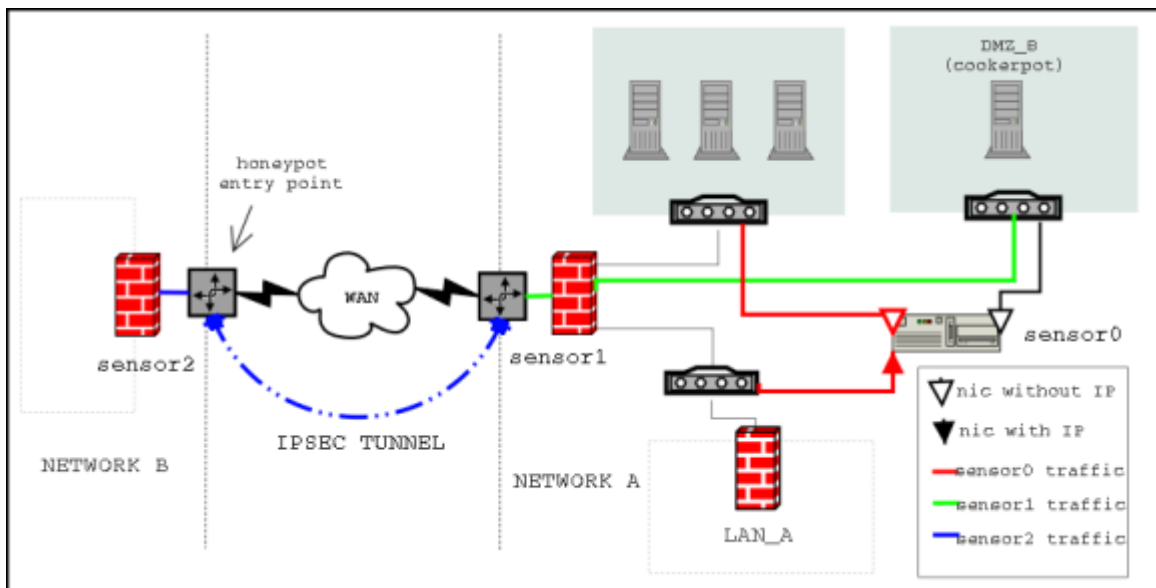 DMZ_B
(cookerpot)
honeypot
entry point
WAN
sensor2
sensor1
sensor0
IPSEC TUNNEL
NETWORK B
NETWORK A
LAN_A
nic without IP
nic with IP
sensor0 traffic
sensor1 traffic
sensor2 traffic